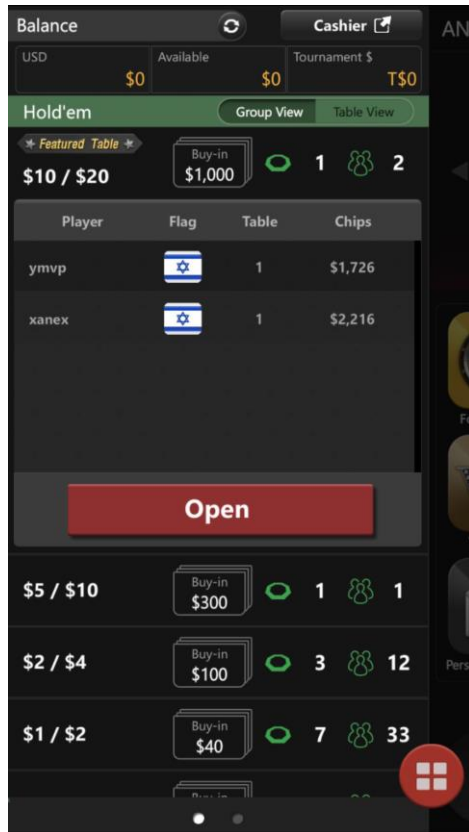 Balance
Cashier
USD
Available
Tournament $
$0
$0
T$0
Hold'em
Group View
Table View
Featured Table
$10 / $20
Buy-in
$1,000
1
2
Player Flag Table Chips
ymvp 1 $1,726
xanex 1 $2,216
Open
$5 / $10
Buy-in
$300
1
1
$2 / $4
Buy-in
$100
3
12
$1 / $2
Buy-in
$40
7
33